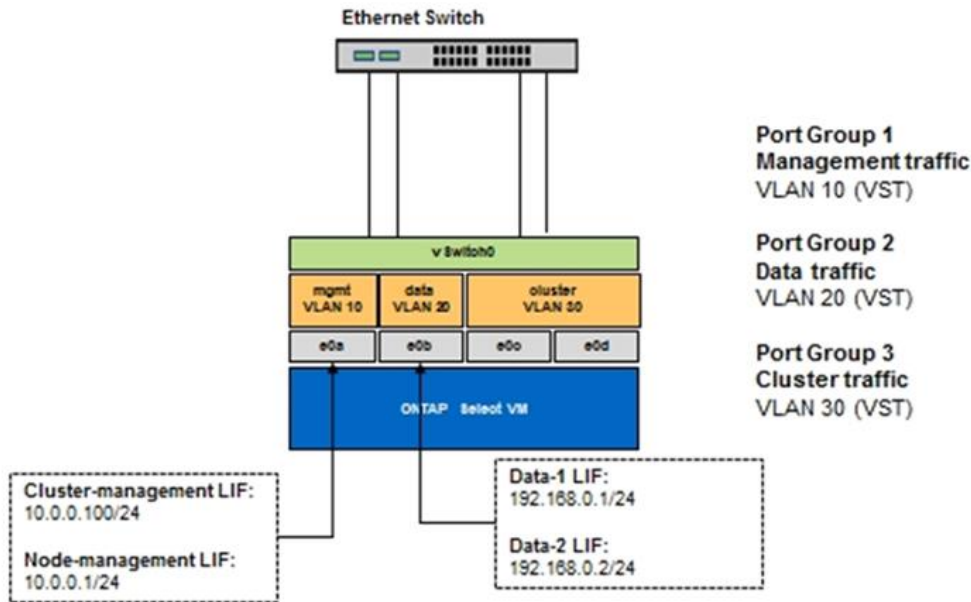 Ethernet Switch
Port Group 1
Management traffic
VLAN 10 (VST)
Port Group 2
Data traffic
VLAN 20 (VST)
Port Group 3
Cluster traffic
VLAN 30 (VST)
v Switch0
mgmt
VLAN 10
data
VLAN 20
cluster
VLAN 30
e0a
e0b
e0c
e0d
ONTAP Select VM
Cluster-management LIF:
10.0.0.100/24
Node-management LIF:
10.0.0.1/24
Data-1 LIF:
192.168.0.1/24
Data-2 LIF:
192.168.0.2/24